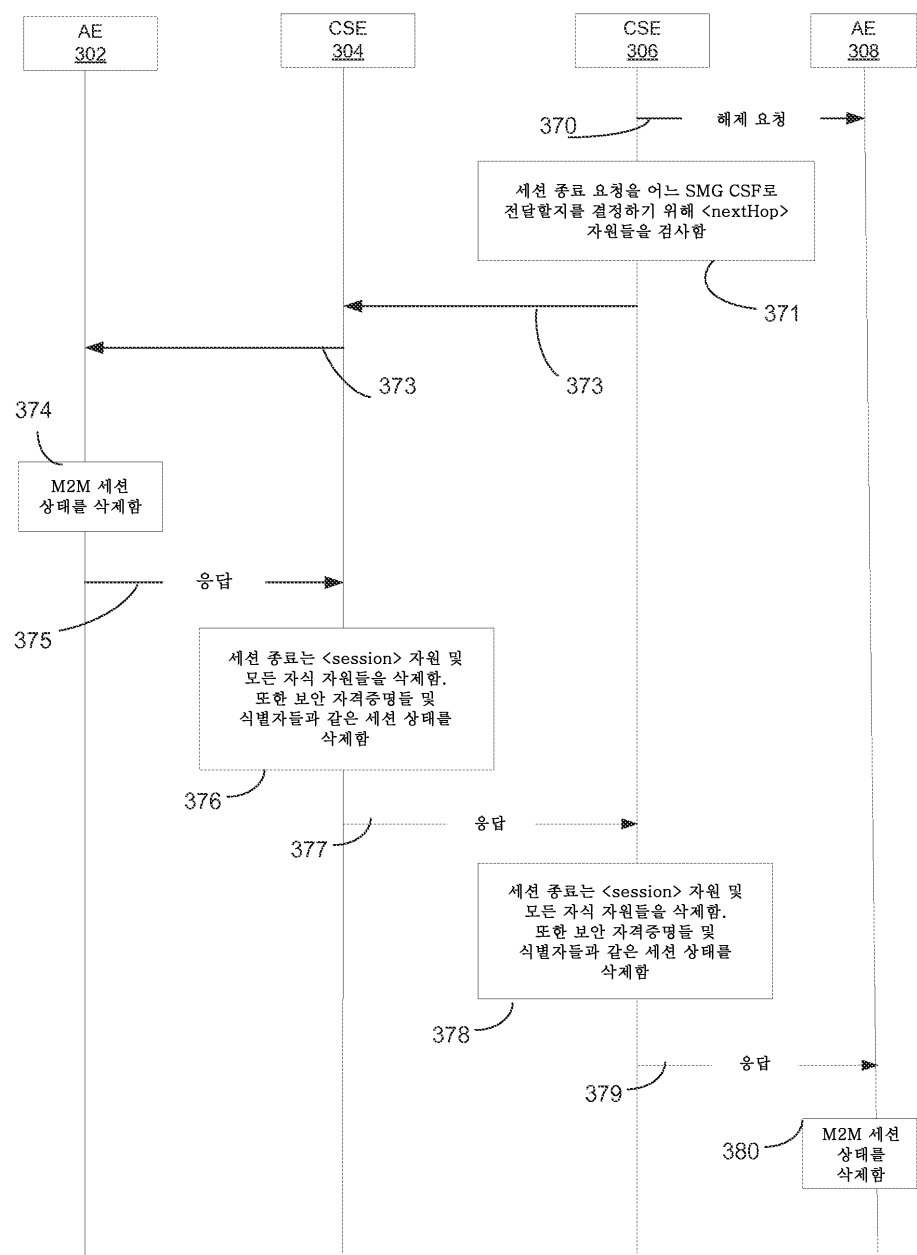 AE
302
CSE
304
CSE
306
AE
308
370
해제 요청
세션 종료 요청을 어느 SMG CSF로
전달할지를 결정하기 위해 <nextHop>
자원들을 검사함
371
373
373
374
M2M 세션
상태를 삭제함
응답
375
세션 종료는 <session> 자원 및
모든 자식 자원들을 삭제함.
또한 보안 자격증명들 및
식별자들과 같은 세션 상태를
삭제함
376
응답
377
세션 종료는 <session> 자원 및
모든 자식 자원들을 삭제함.
또한 보안 자격증명들 및
식별자들과 같은 세션 상태를
삭제함
378
응답
379
M2M 세션
상태를
삭제함
380